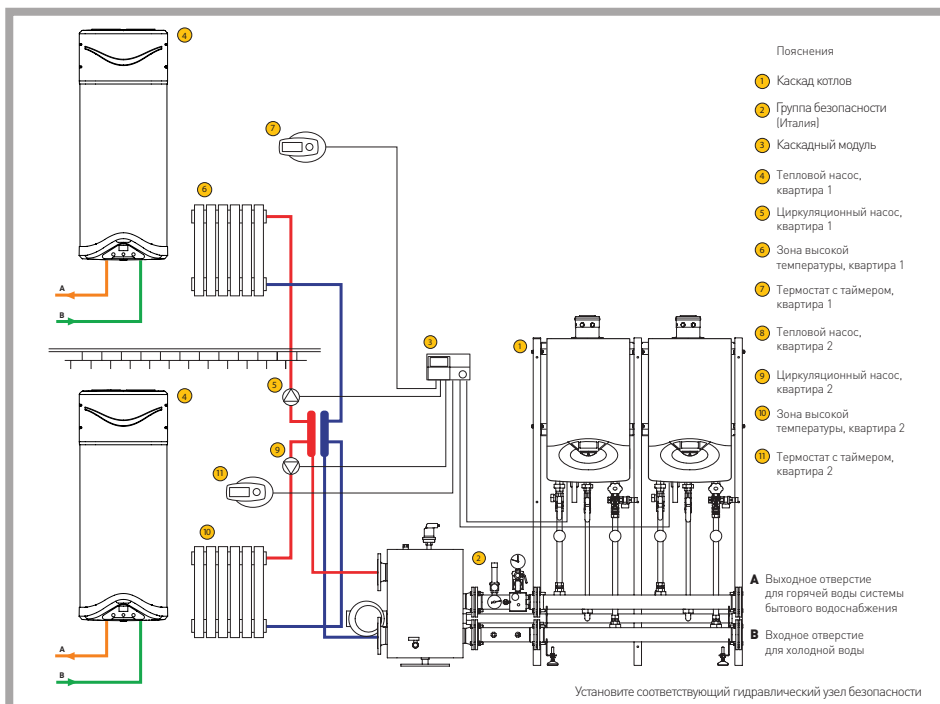 4
7
6
A
B
3
1
5
4
9
11
10
2
A
B
Пояснения
1 Каскад котлов
2 Группа безопасности
(Италия)
3 Каскадный модуль
4 Тепловой насос,
квартира 1
5 Циркуляционный насос,
квартира 1
6 Зона высокой
температуры, квартира 1
7 Термостат с таймером,
квартира 1
8 Тепловой насос,
квартира 2
9 Циркуляционный насос,
квартира 2
10 Зона высокой
температуры, квартира 2
11 Термостат с таймером,
квартира 2
A Выходное отверстие
для горячей воды системы
бытового водоснабжения
B Входное отверстие
для холодной воды
Установите соответствующий гидравлический узел безопасности